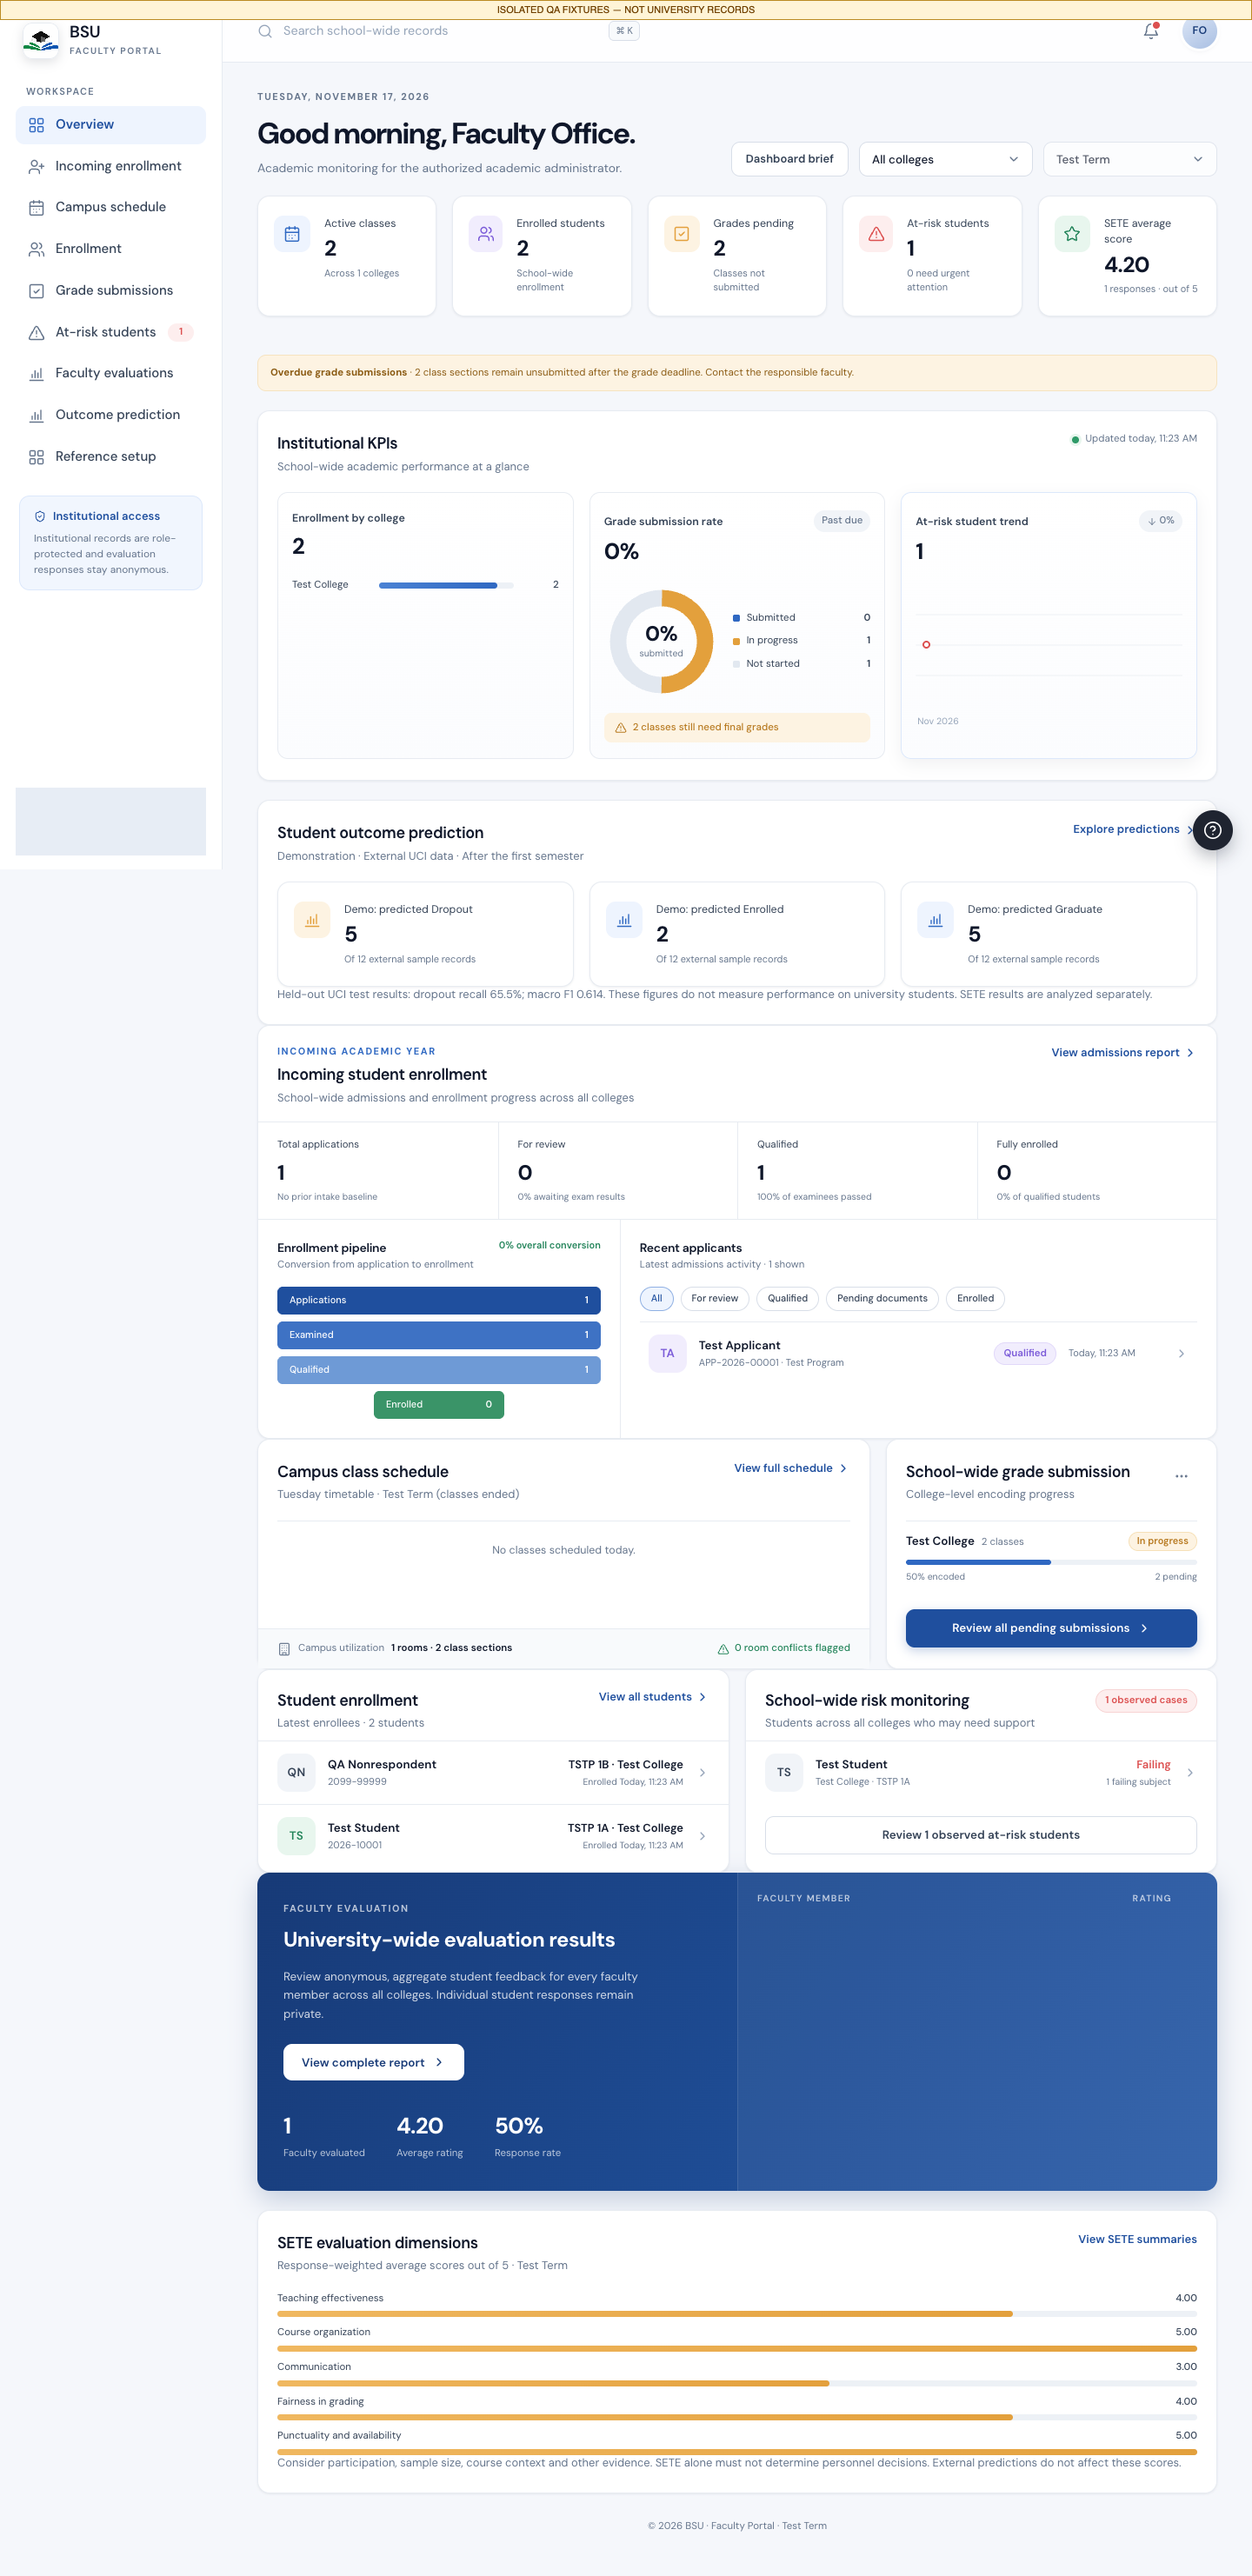 ISOLATED QA FIXTURES — NOT UNIVERSITY RECORDS
BSU
FACULTY PORTAL
Search school-wide records
⌘ K
FO
WORKSPACE
Overview
Incoming enrollment
Campus schedule
Enrollment
Grade submissions
At-risk students 1
Faculty evaluations
Outcome prediction
Reference setup
Institutional access
Institutional records are role-
protected and evaluation
responses stay anonymous.
TUESDAY, NOVEMBER 17, 2026
Good morning, Faculty Office.
Academic monitoring for the authorized academic administrator.
Dashboard brief
All colleges
Test Term
Active classes
2
Across 1 colleges
Enrolled students
2
School-wide
enrollment
Grades pending
2
Classes not
submitted
At-risk students
1
0 need urgent
attention
SETE average
score
4.20
1 responses · out of 5
Overdue grade submissions · 2 class sections remain unsubmitted after the grade deadline. Contact the responsible faculty.
Institutional KPIs
School-wide academic performance at a glance
Updated today, 11:23 AM
Enrollment by college
2
Test College 2
Grade submission rate
Past due
0%
0%
submitted
Submitted 0
In progress 1
Not started 1
2 classes still need final grades
At-risk student trend
↓ 0%
1
Nov 2026
Student outcome prediction
Demonstration · External UCI data · After the first semester
Explore predictions
Demo: predicted Dropout
5
Of 12 external sample records
Demo: predicted Enrolled
2
Of 12 external sample records
Demo: predicted Graduate
5
Of 12 external sample records
Held-out UCI test results: dropout recall 65.5%; macro F1 0.614. These figures do not measure performance on university students. SETE results are analyzed separately.
INCOMING ACADEMIC YEAR
Incoming student enrollment
School-wide admissions and enrollment progress across all colleges
View admissions report
Total applications
1
No prior intake baseline
For review
0
0% awaiting exam results
Qualified
1
100% of examinees passed
Fully enrolled
0
0% of qualified students
Enrollment pipeline
Conversion from application to enrollment
0% overall conversion
Applications 1
Examined 1
Qualified 1
Enrolled 0
Recent applicants
Latest admissions activity · 1 shown
All
For review
Qualified
Pending documents
Enrolled
TA
Test Applicant
APP-2026-00001 · Test Program
Qualified
Today, 11:23 AM
Campus class schedule
Tuesday timetable · Test Term (classes ended)
View full schedule
No classes scheduled today.
Campus utilization 1 rooms · 2 class sections
0 room conflicts flagged
School-wide grade submission
College-level encoding progress
...
Test College 2 classes
In progress
50% encoded
2 pending
Review all pending submissions
Student enrollment
Latest enrollees · 2 students
View all students
QN
QA Nonrespondent
2099-99999
TSTP 1B · Test College
Enrolled Today, 11:23 AM
TS
Test Student
2026-10001
TSTP 1A · Test College
Enrolled Today, 11:23 AM
School-wide risk monitoring
Students across all colleges who may need support
1 observed cases
TS
Test Student
Test College · TSTP 1A
Failing
1 failing subject
Review 1 observed at-risk students
FACULTY EVALUATION
University-wide evaluation results
Review anonymous, aggregate student feedback for every faculty
member across all colleges. Individual student responses remain
private.
View complete report
1
Faculty evaluated
4.20
Average rating
50%
Response rate
FACULTY MEMBER
RATING
SETE evaluation dimensions
Response-weighted average scores out of 5 · Test Term
View SETE summaries
Teaching effectiveness 4.00
Course organization 5.00
Communication 3.00
Fairness in grading 4.00
Punctuality and availability 5.00
Consider participation, sample size, course context and other evidence. SETE alone must not determine personnel decisions. External predictions do not affect these scores.
© 2026 BSU · Faculty Portal · Test Term